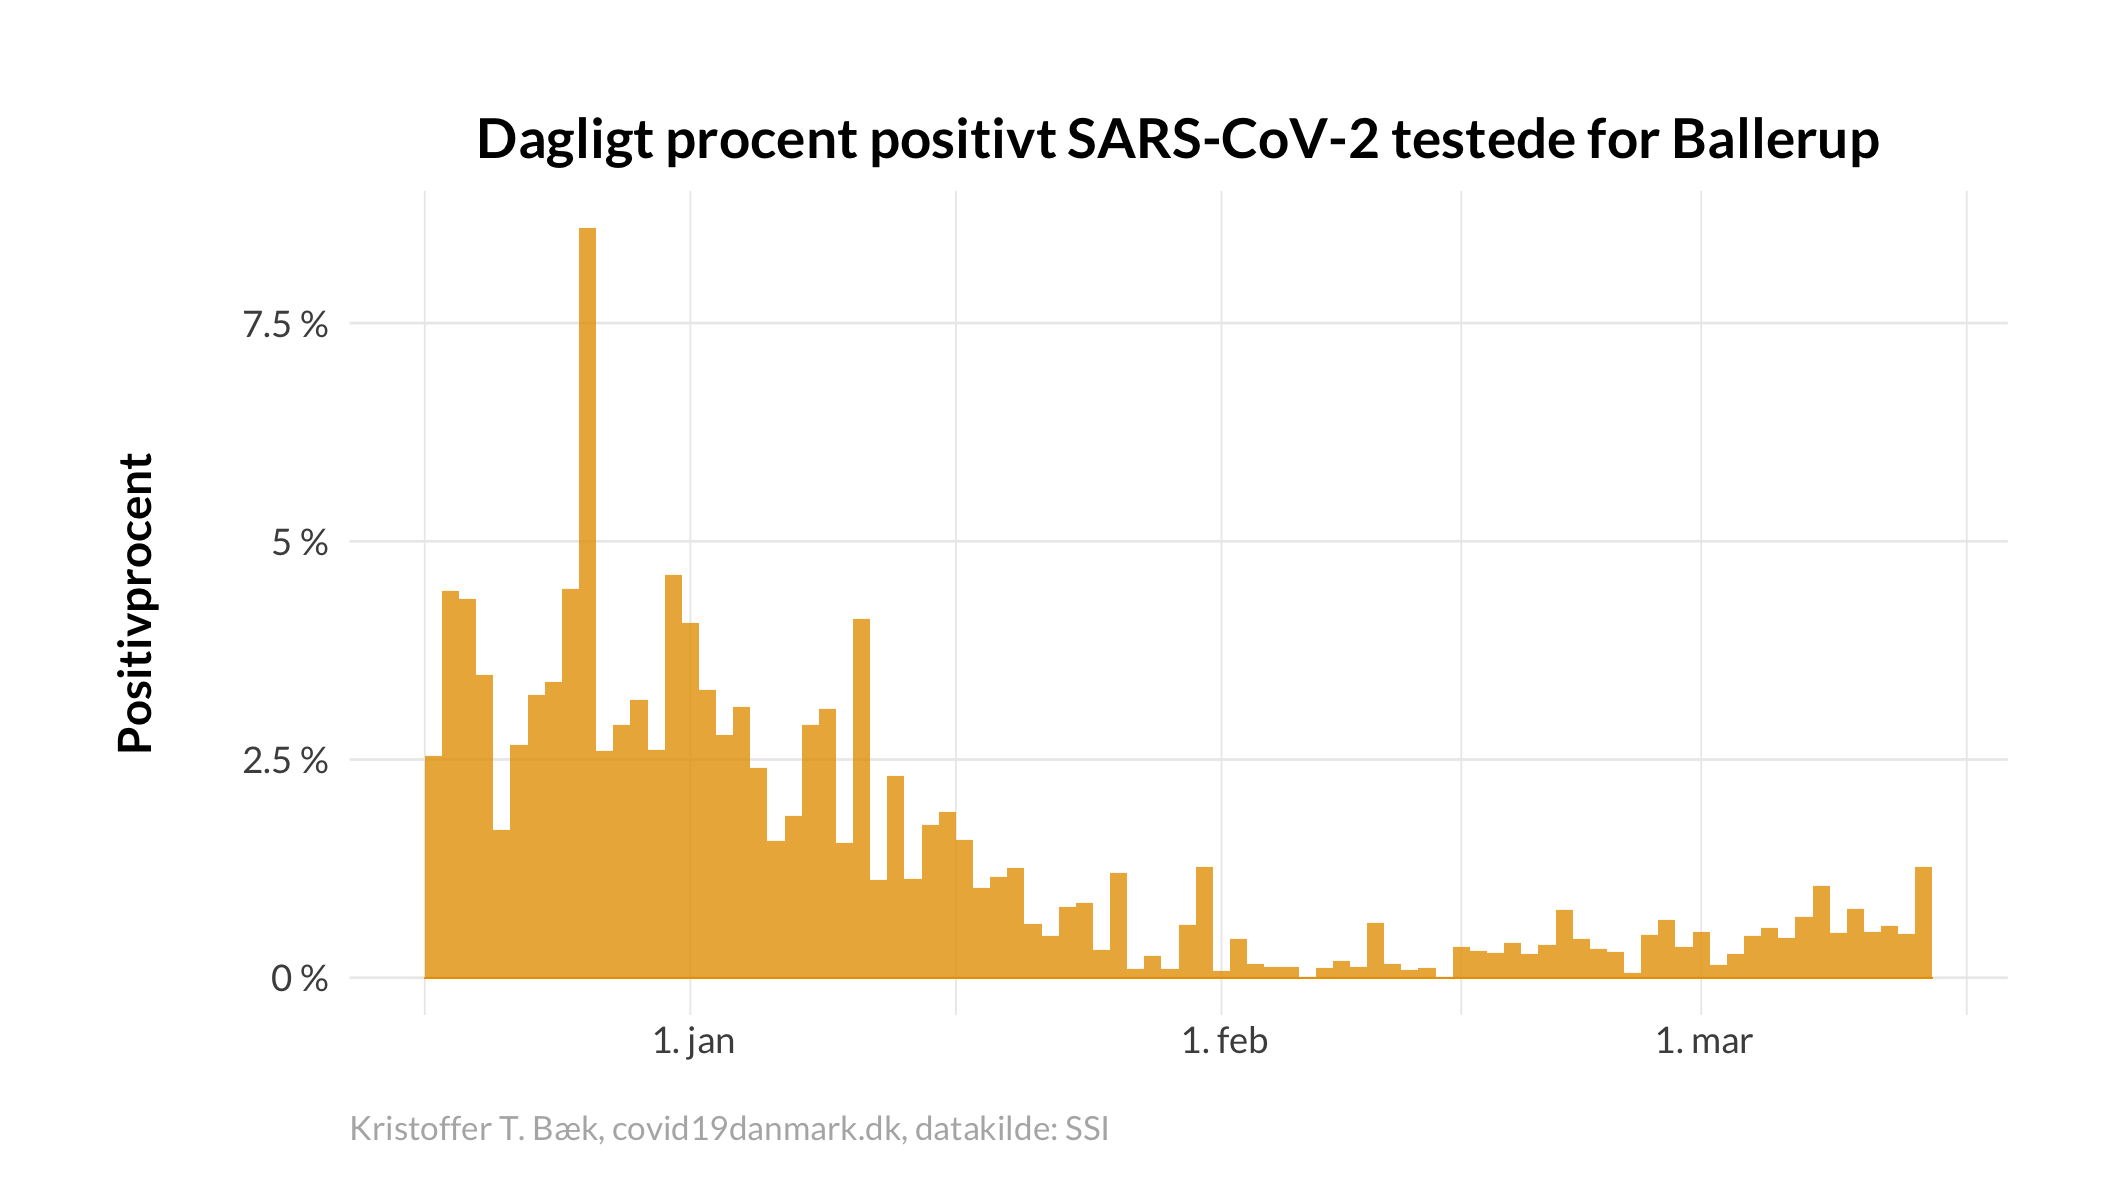 Dagligt procent positivt SARS-CoV-2 testede for Ballerup
Positivprocent
7.5 %
5 %
2.5 %
0 %
1. jan
1. feb
1. mar
Kristoffer T. Bæk, covid19danmark.dk, datakilde: SSI